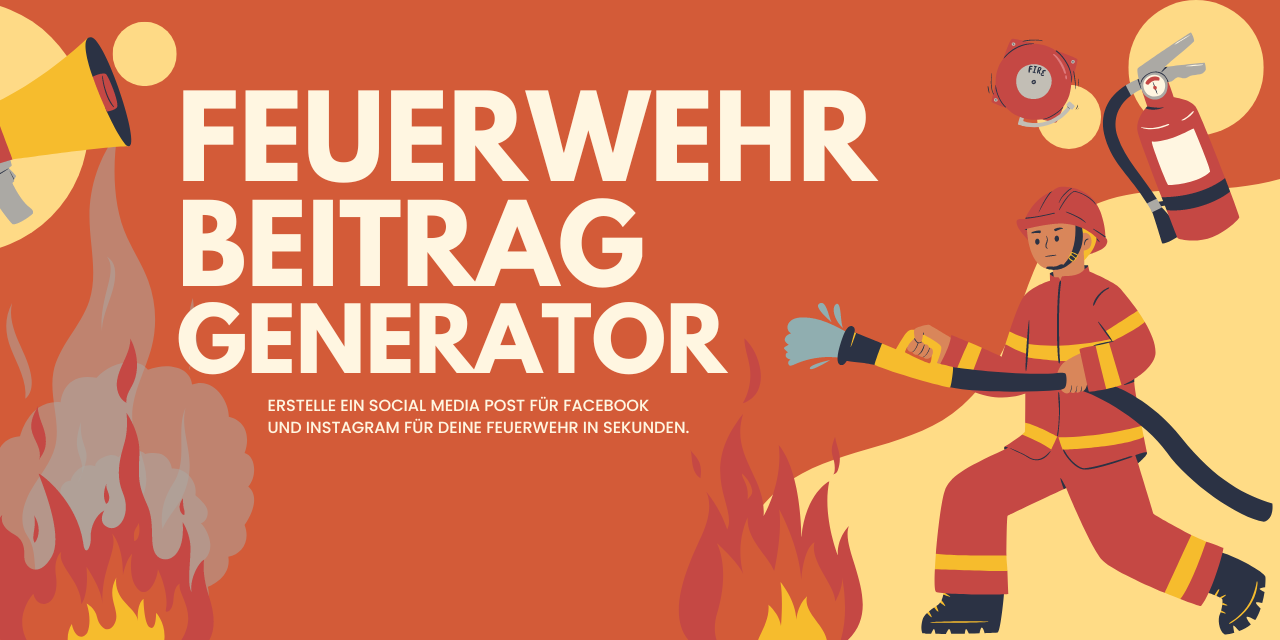 FEUERWEHR
BEITRAG
GENERATOR
ERSTELLE EIN SOCIAL MEDIA POST FÜR FACEBOOK
UND INSTAGRAM FÜR DEINE FEUERWEHR IN SEKUNDEN.
FIRE